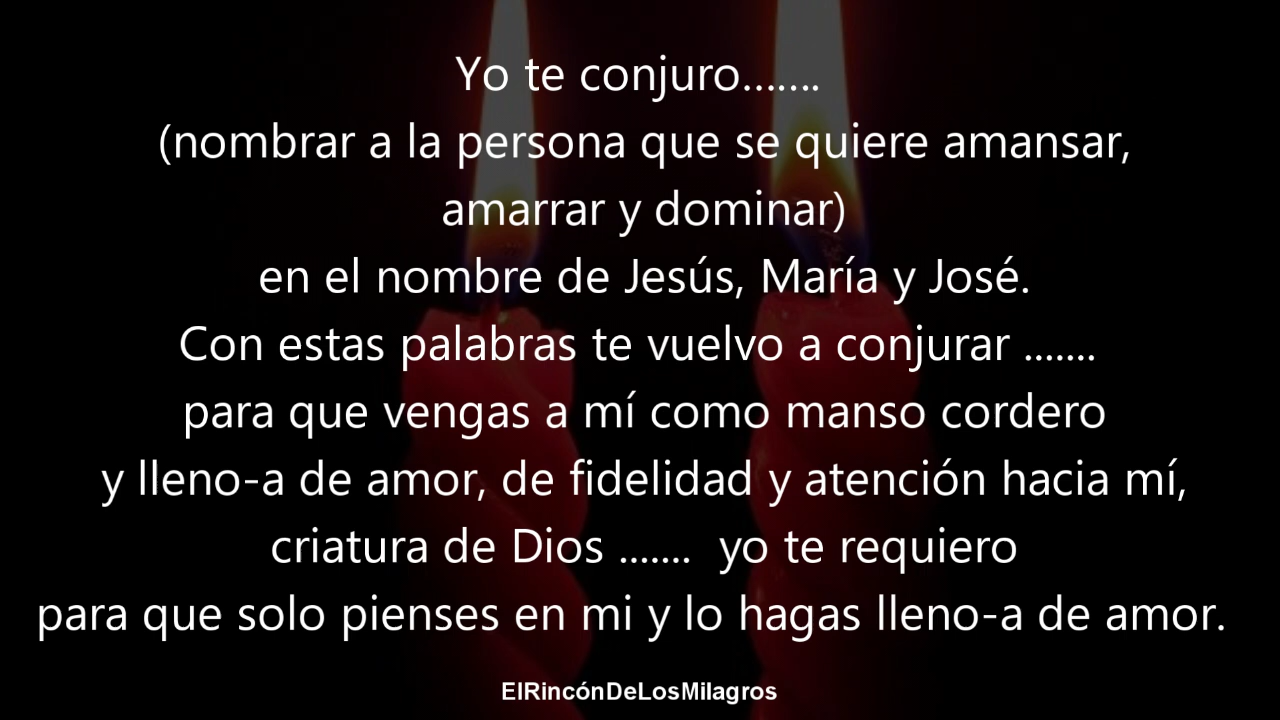 Yo te conjuro.......
(nombrar a la persona que se quiere amansar,
amarrar y dominar)
en el nombre de Jesús, María y José.
Con estas palabras te vuelvo a conjurar .......
para que vengas a mí como manso cordero
y lleno-a de amor, de fidelidad y atención hacia mí,
criatura de Dios .......  yo te requiero
para que solo pienses en mi y lo hagas lleno-a de amor.
ElRincónDeLosMilagros